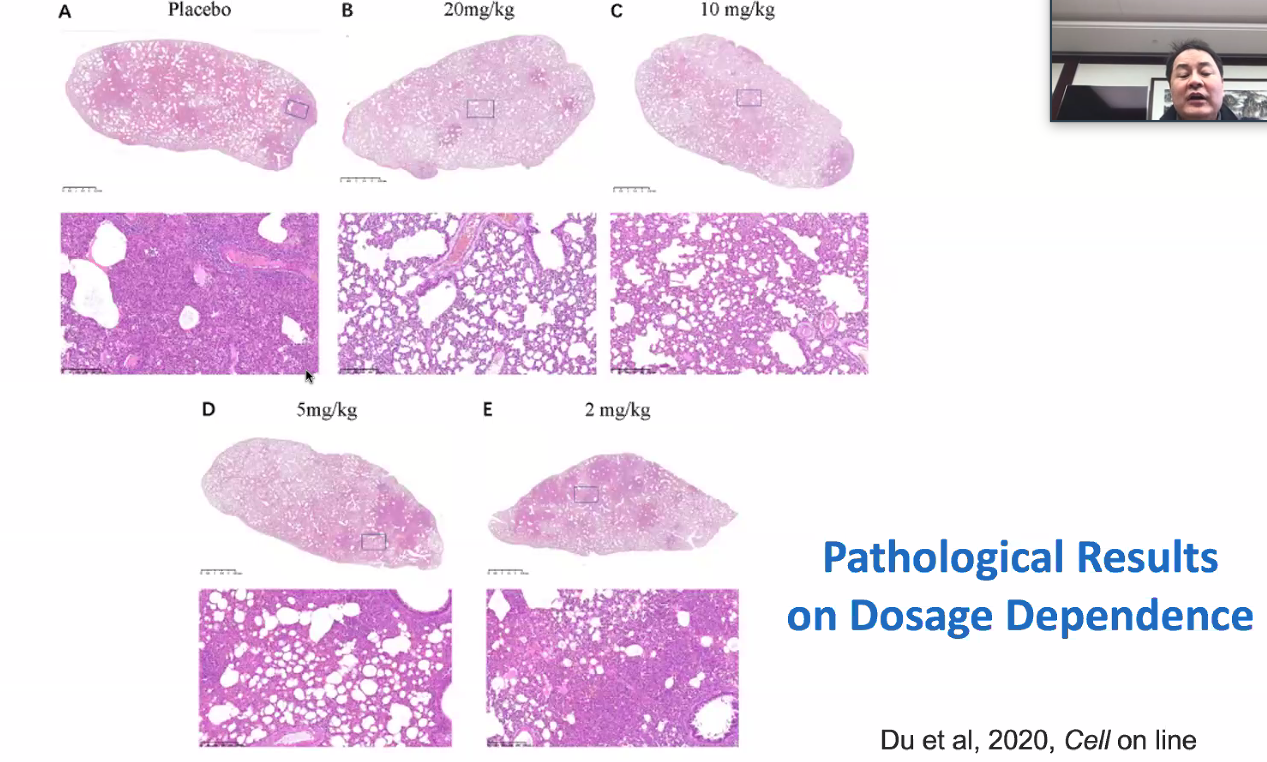 A
Placebo
B
20mg/kg
C
10 mg/kg
D
5mg/kg
E
2 mg/kg
Pathological Results
on Dosage Dependence
Du et al, 2020, Cell on line